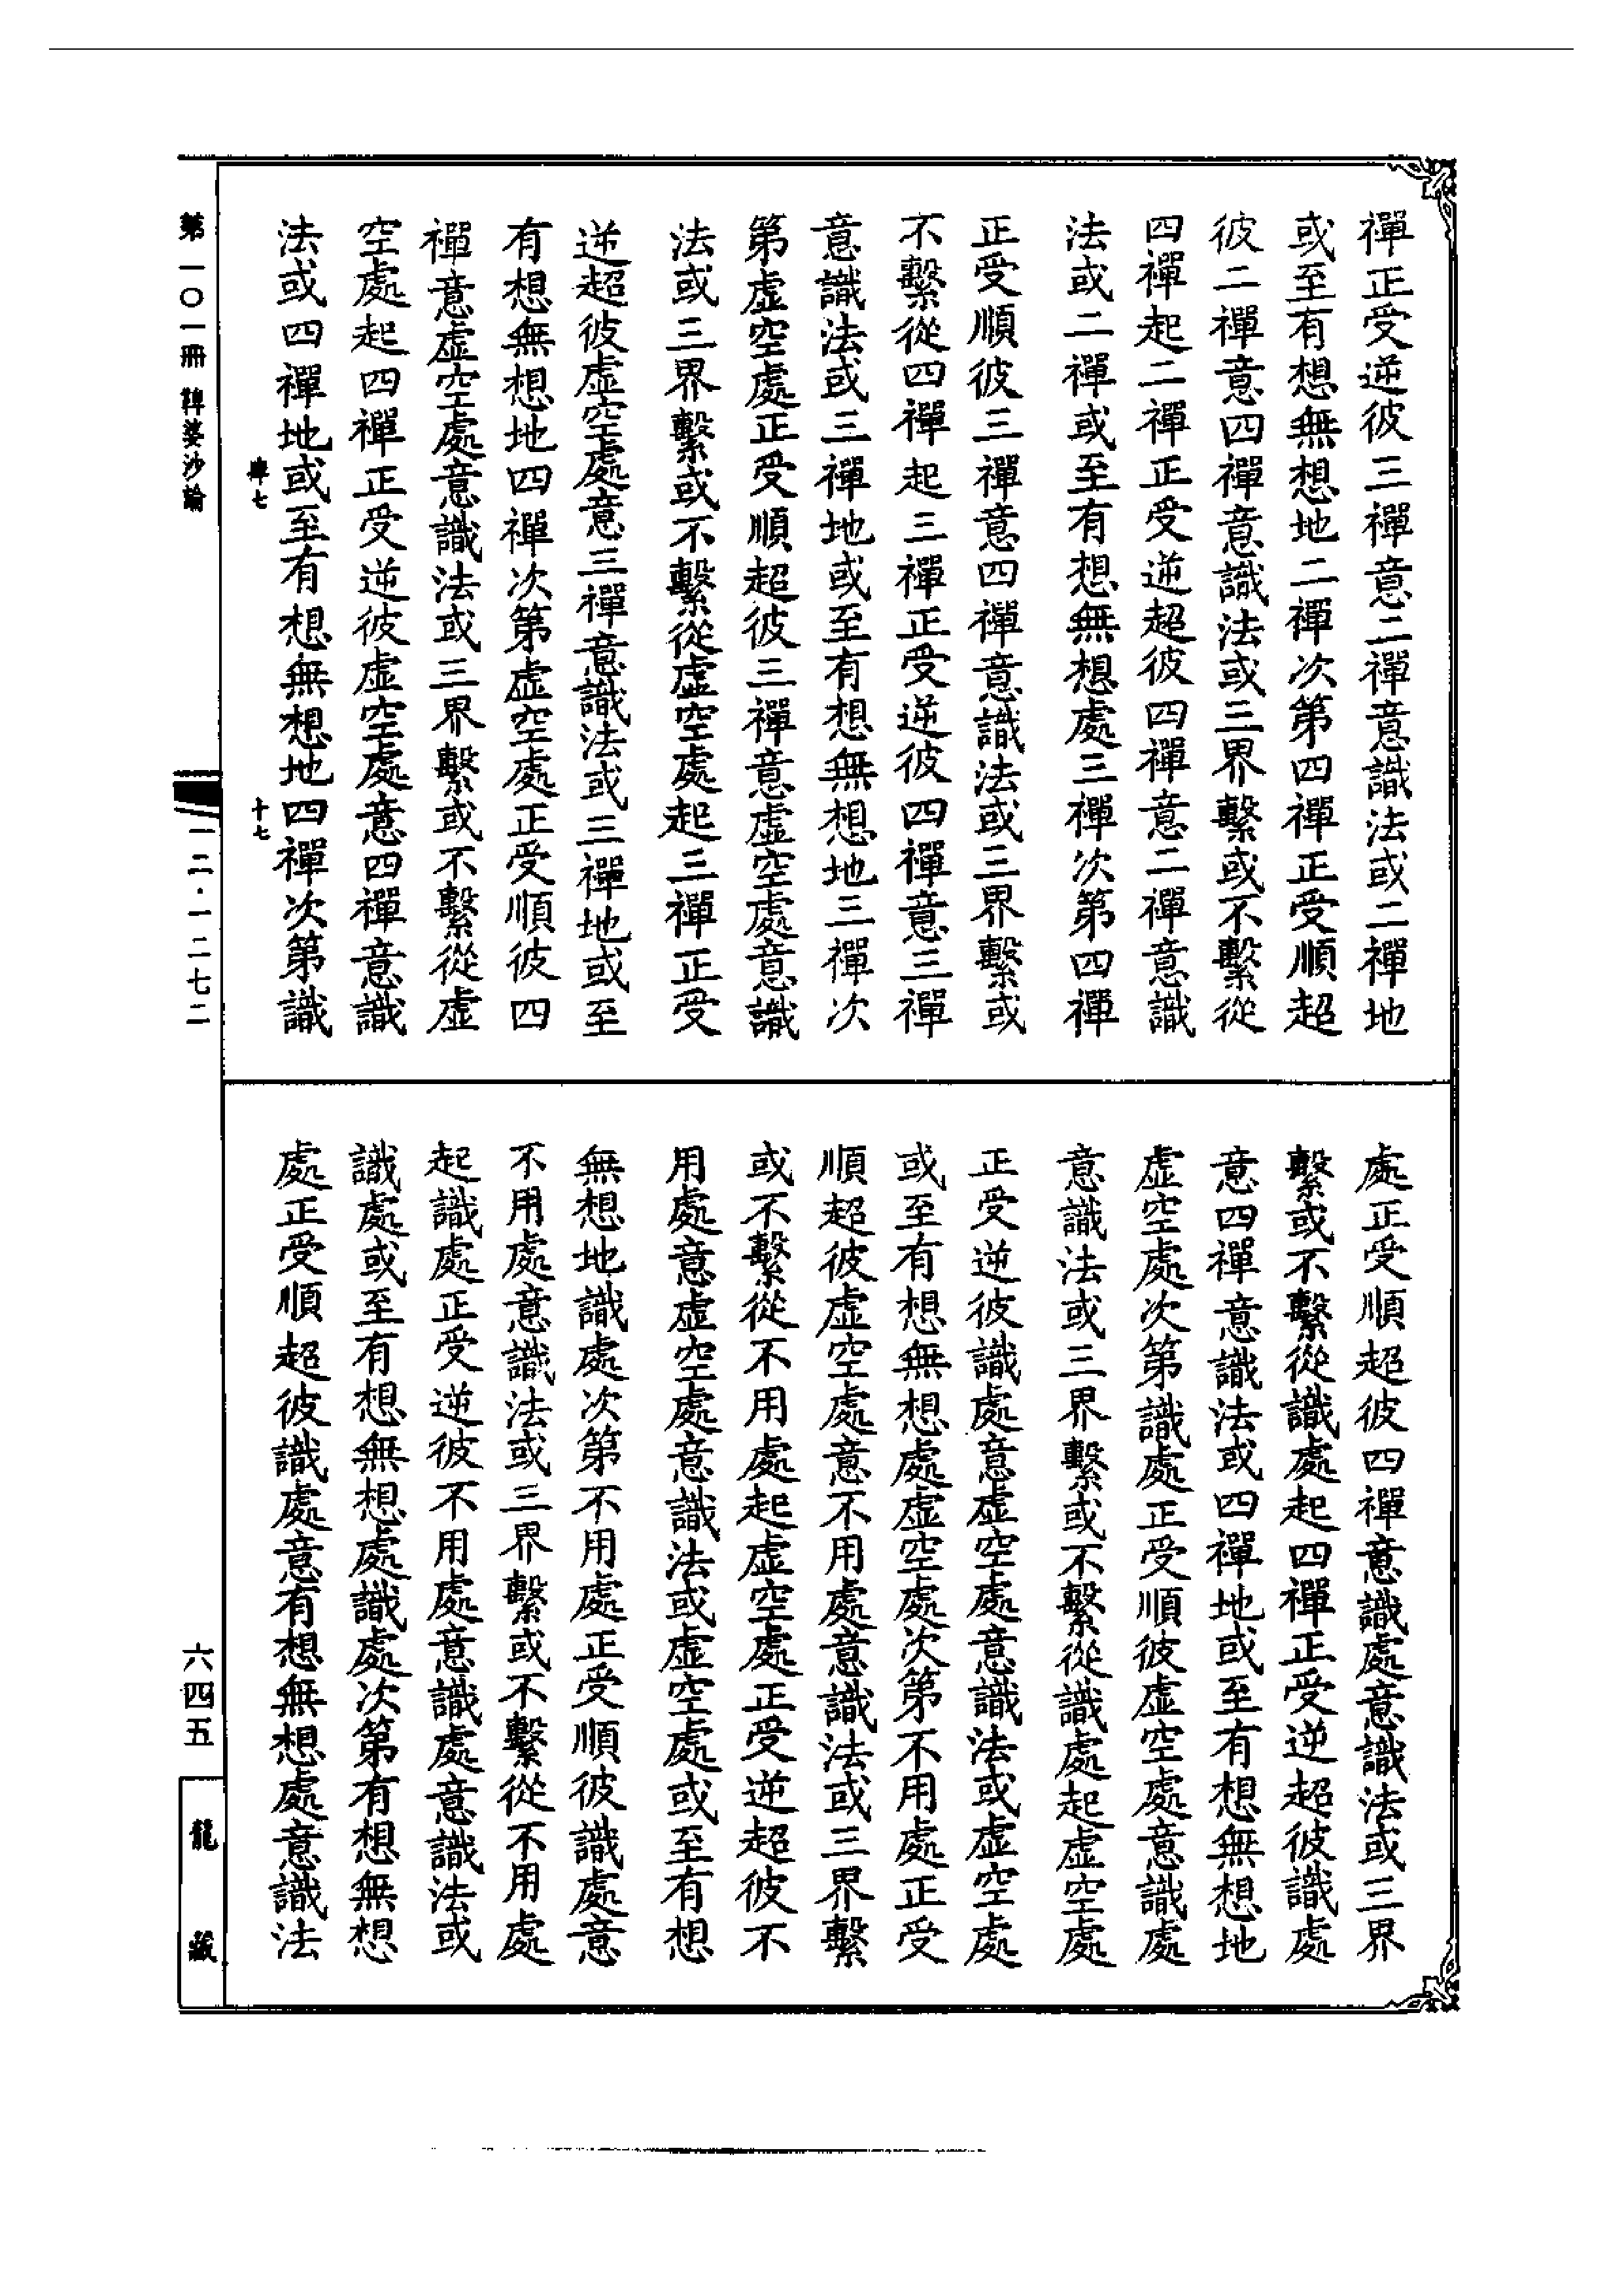 禪正受逆彼三禪意二禪意識法或二禪地
或至有想無想地二禪次第四禪正受順超
彼二禪意四禪意識法或三界繫或不繫從
四禪起二禪正受逆超彼四禪意二禪意識
法或二禪或至有想無想處三禪次第四禪
正受順彼三禪意四禪意識法或三界繫或
不繫從四禪起三禪正受逆彼四禪意三禪
意識法或三禪地或至有想無想地三禪次
第虛空處正受順超彼三禪意虛空處意識
法或三界繫或不繫從虛空處起三禪正受
逆超彼虛空處意三禪意識法或三禪地或至
有想無想地四禪次第虛空處正受順彼四
禪意虛空處意識法或三界繫或不繫從虛
空處起四禪正受逆彼虛空處意四禪意識
法或四禪地或至有想無想地四禪次第識
處正受順超彼四禪意識處意識法或三界
繫或不繫從識處起四禪正受逆超彼識處
意四禪意識法或四禪地或至有想無想地
虛空處次第識處正受順彼虛空處意識處
意識法或三界繫或不繫從識處起虛空處
正受逆彼識處意虛空處意識法或虛空處
或至有想無想處虛空處次第不用處正受
順超彼虛空處意不用處意識法或三界繫
或不繫從不用處起虛空處正受逆超彼不
用處意虛空處意識法或虛空處或至有想
無想地識處次第不用處正受順彼識處意
不用處意識法或三界繫或不繫從不用處
起識處正受逆彼不用處意識處意識法或
識處或至有想無想處識處次第有想無想
處正受順超彼識處意有想無想處意識法
十七
第一〇一冊 鞞婆沙論
一二·一二七二
六四五
龍藏